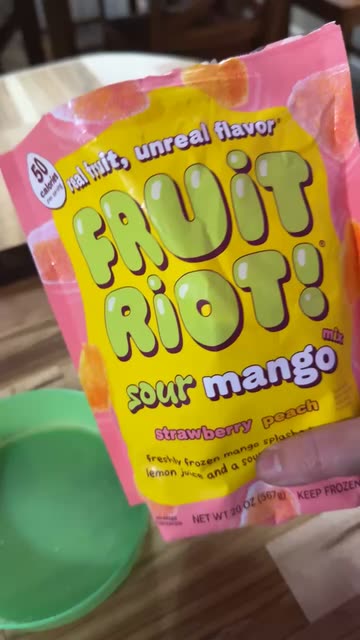 50
calories
real fruit, unreal flavor
FRUiT
RiOT!®
sour mango
mix
strawberry peach
freshly frozen mango splashed
lemon juice and a sour
NET WT 20 OZ (567g) KEEP FROZEN